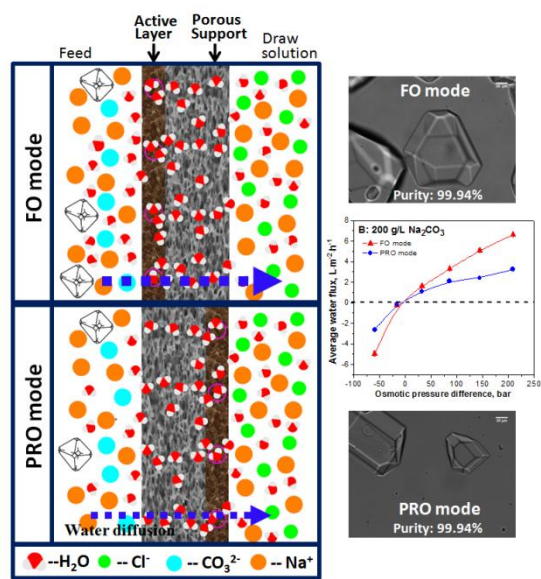 Active
Layer
Porous
Support
Feed
Draw
solution
FO mode
PRO mode
Water diffusion
--H₂O
--Cl⁻
--CO₃²⁻
--Na⁺
FO mode
Purity: 99.94%
B: 200 g/L Na₂CO₃
FO mode
PRO mode
Average water flux, L m⁻² h⁻¹
8
6
4
2
0
-2
-4
-6
-100
-50
0
50
100
150
200
250
Osmotic pressure difference, bar
PRO mode
Purity: 99.94%